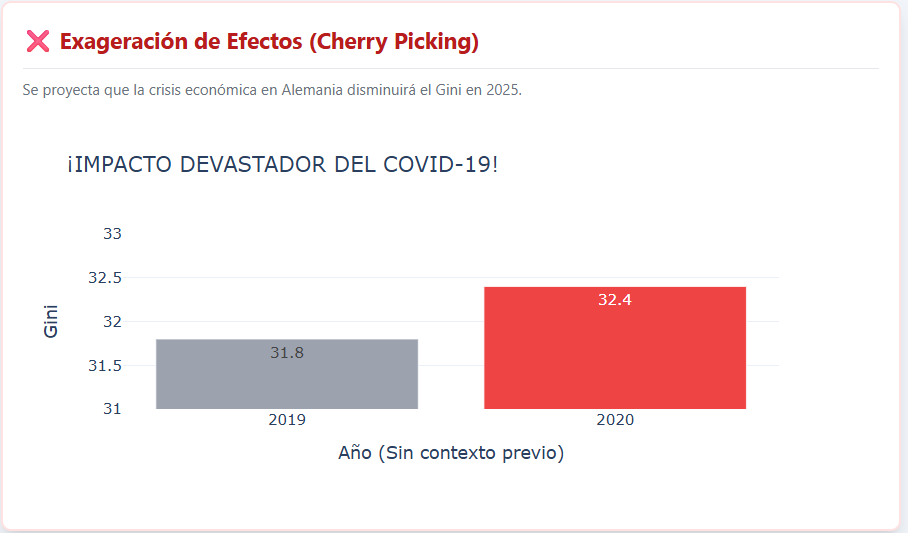 ❌ Exageración de Efectos (Cherry Picking)
Se proyecta que la crisis económica en Alemania disminuirá el Gini en 2025.
¡IMPACTO DEVASTADOR DEL COVID-19!
33
32.5
32
31.5
31
Gini
31.8
32.4
2019
2020
Año (Sin contexto previo)